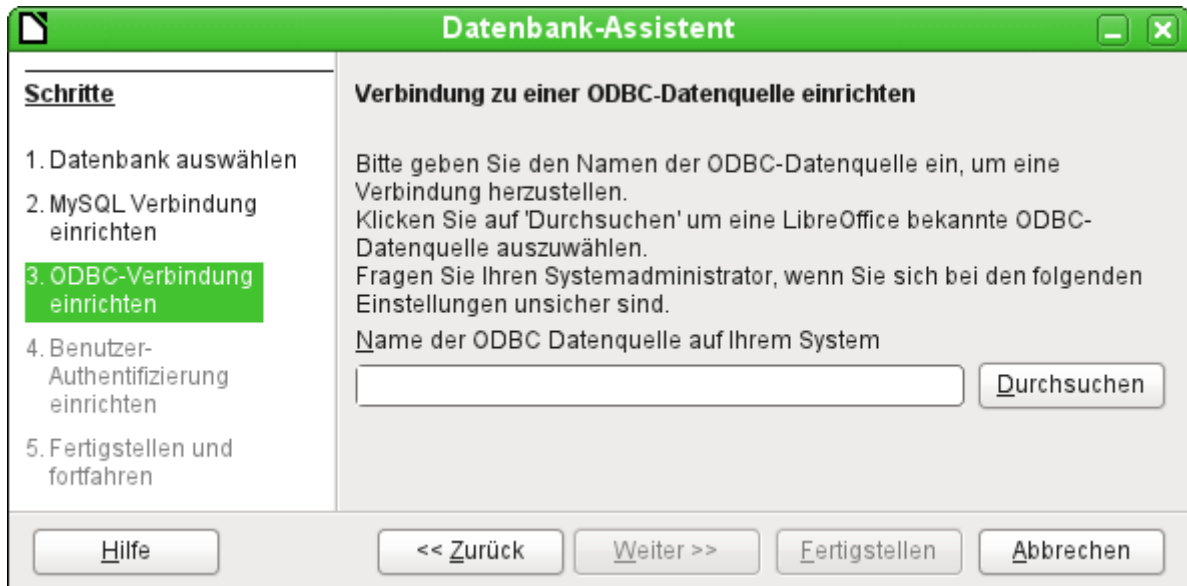 Datenbank-Assistent
Schritte
1. Datenbank auswählen
2. MySQL Verbindung
einrichten
3. ODBC-Verbindung
einrichten
4. Benutzer-
Authentifizierung
einrichten
5. Fertigstellen und
fortfahren
Verbindung zu einer ODBC-Datenquelle einrichten
Bitte geben Sie den Namen der ODBC-Datenquelle ein, um eine
Verbindung herzustellen.
Klicken Sie auf 'Durchsuchen' um eine LibreOffice bekannte ODBC-
Datenquelle auszuwählen.
Fragen Sie Ihren Systemadministrator, wenn Sie sich bei den folgenden
Einstellungen unsicher sind.
Name der ODBC Datenquelle auf Ihrem System
Durchsuchen
Hilfe
<< Zurück
Weiter >>
Fertigstellen
Abbrechen